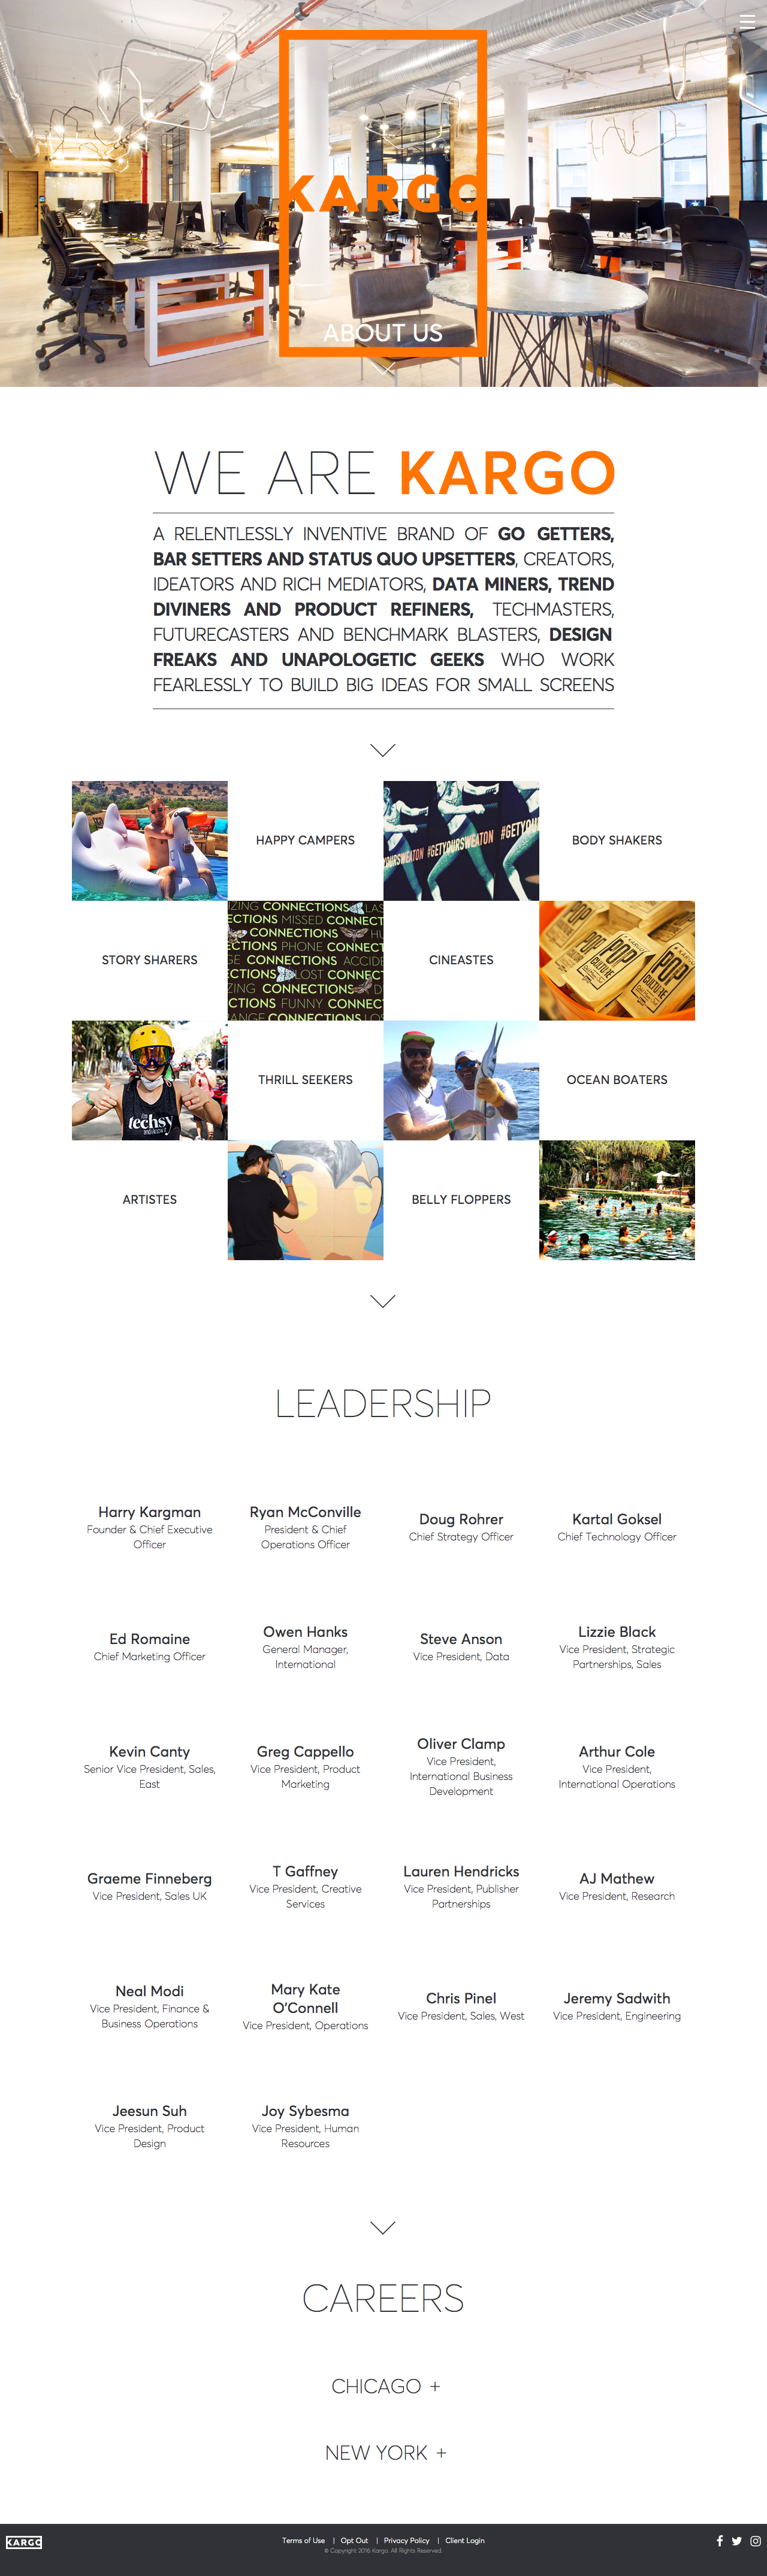 KARGO
ABOUT US
WE ARE KARGO
A RELENTLESSLY INVENTIVE BRAND OF GO GETTERS,
BAR SETTERS AND STATUS QUO UPSETTERS, CREATORS,
IDEATORS AND RICH MEDIATORS, DATA MINERS, TREND
DIVINERS AND PRODUCT REFINERS, TECHMASTERS,
FUTURECASTERS AND BENCHMARK BLASTERS, DESIGN
FREAKS AND UNAPOLOGETIC GEEKS WHO WORK
FEARLESSLY TO BUILD BIG IDEAS FOR SMALL SCREENS
HAPPY CAMPERS
#GETYOURSWEATON
BODY SHAKERS
STORY SHARERS
ZING CONNECTIONS LAS
ECTIONS MISSED CONNECT
CONNECTIONS HU
ECTIONS PHONE CONNECT
GE CONNECTIONS ACCIDE
ECTIONS LOST CONNEC
ZING CONNECTIONS D
CTIONS FUNNY CONNEC
ANGE CONNECTIONS LOS
CINEASTES
POP
CULTURE
techsy
THRILL SEEKERS
OCEAN BOATERS
ARTISTES
BELLY FLOPPERS
LEADERSHIP
Harry Kargman
Founder & Chief Executive
Officer
Ryan McConville
President & Chief
Operations Officer
Doug Rohrer
Chief Strategy Officer
Kartal Goksel
Chief Technology Officer
Ed Romaine
Chief Marketing Officer
Owen Hanks
General Manager,
International
Steve Anson
Vice President, Data
Lizzie Black
Vice President, Strategic
Partnerships, Sales
Kevin Canty
Senior Vice President, Sales,
East
Greg Cappello
Vice President, Product
Marketing
Oliver Clamp
Vice President,
International Business
Development
Arthur Cole
Vice President,
International Operations
Graeme Finneberg
Vice President, Sales UK
T Gaffney
Vice President, Creative
Services
Lauren Hendricks
Vice President, Publisher
Partnerships
AJ Mathew
Vice President, Research
Neal Modi
Vice President, Finance &
Business Operations
Mary Kate
O'Connell
Vice President, Operations
Chris Pinel
Vice President, Sales, West
Jeremy Sadwith
Vice President, Engineering
Jeesun Suh
Vice President, Product
Design
Joy Sybesma
Vice President, Human
Resources
CAREERS
CHICAGO +
NEW YORK +
KARGO
Terms of Use | Opt Out | Privacy Policy | Client Login
© Copyright 2016 Kargo. All Rights Reserved.